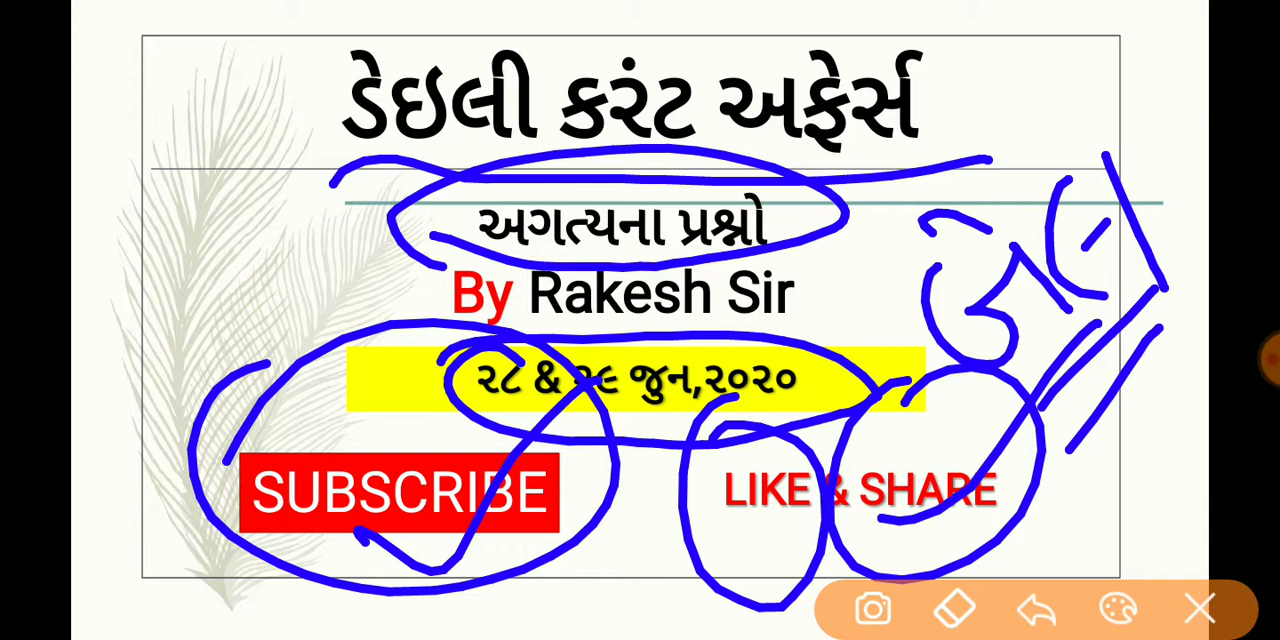 ડેઇલી કરંટ અફેર્સ
અગત્યના પ્રશ્નો
By Rakesh Sir
૨૮ & ૨૯ જુન,૨૦૨૦
SUBSCRIBE
LIKE & SHARE